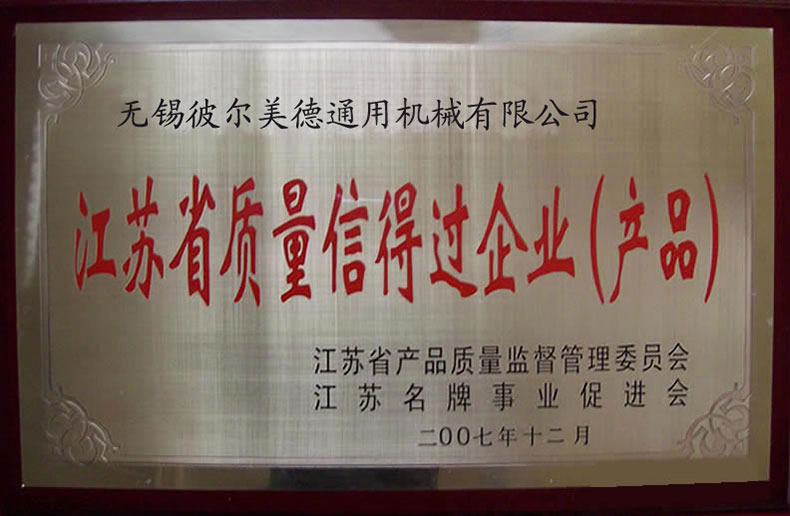 无锡彼尔美德通用机械有限公司
江苏省质量信得过企业(产品)
江苏省产品质量监督管理委员会
江苏名牌事业促进会
二00七年十二月